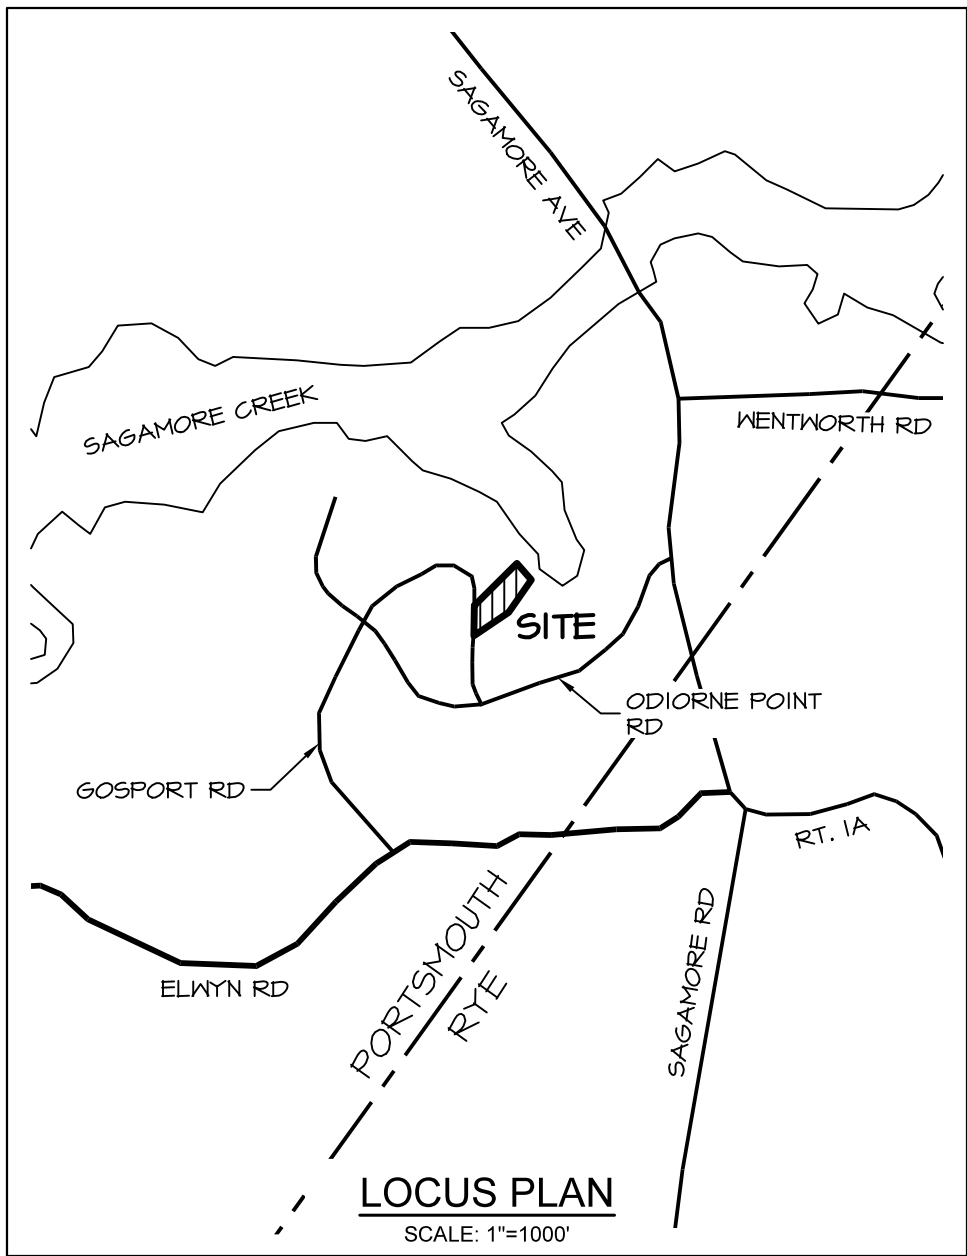 SAGAMORE AVE
SAGAMORE CREEK
WENTWORTH RD
SITE
ODIORNE POINT
RD
GOSPORT RD
RT. 1A
PORTSMOUTH
RYE
SAGAMORE RD
ELWYN RD
LOCUS PLAN
SCALE: 1"=1000'